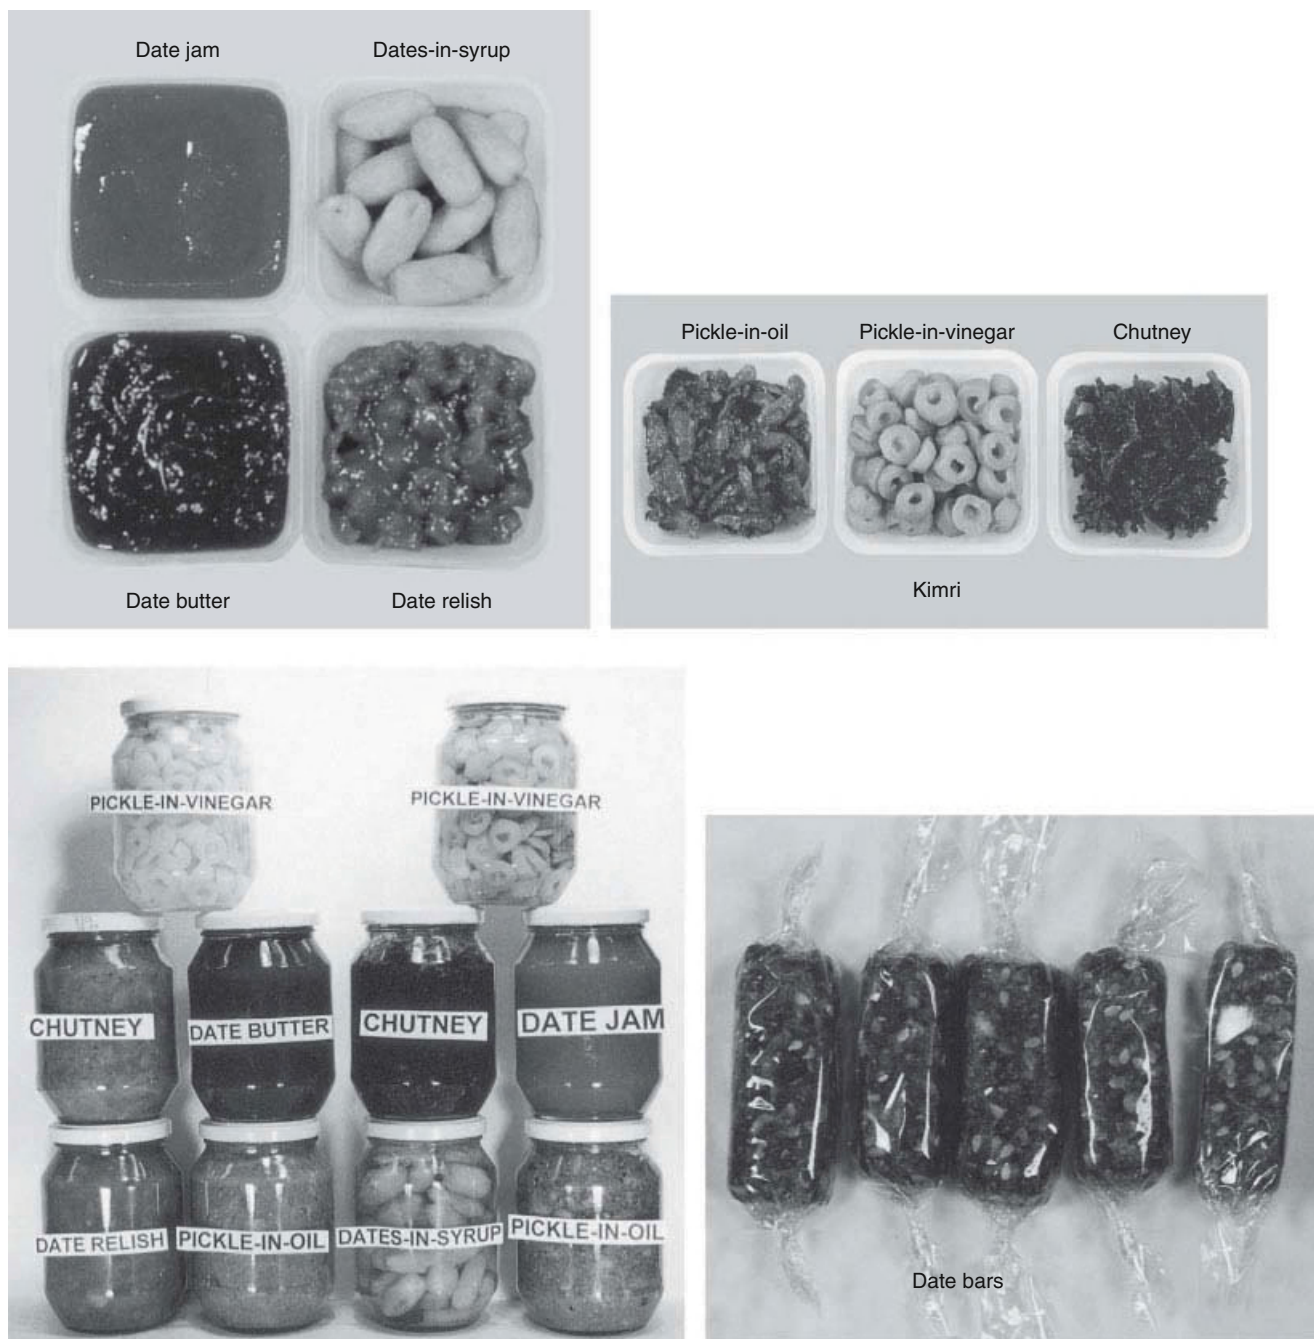 Date jam Dates-in-syrup
Date butter Date relish
Pickle-in-oil Pickle-in-vinegar Chutney
Kimri
PICKLE-IN-VINEGAR PICKLE-IN-VINEGAR
CHUTNEY DATE BUTTER CHUTNEY DATE JAM
DATE RELISH PICKLE-IN-OIL DATES-IN-SYRUP PICKLE-IN-OIL
Date bars